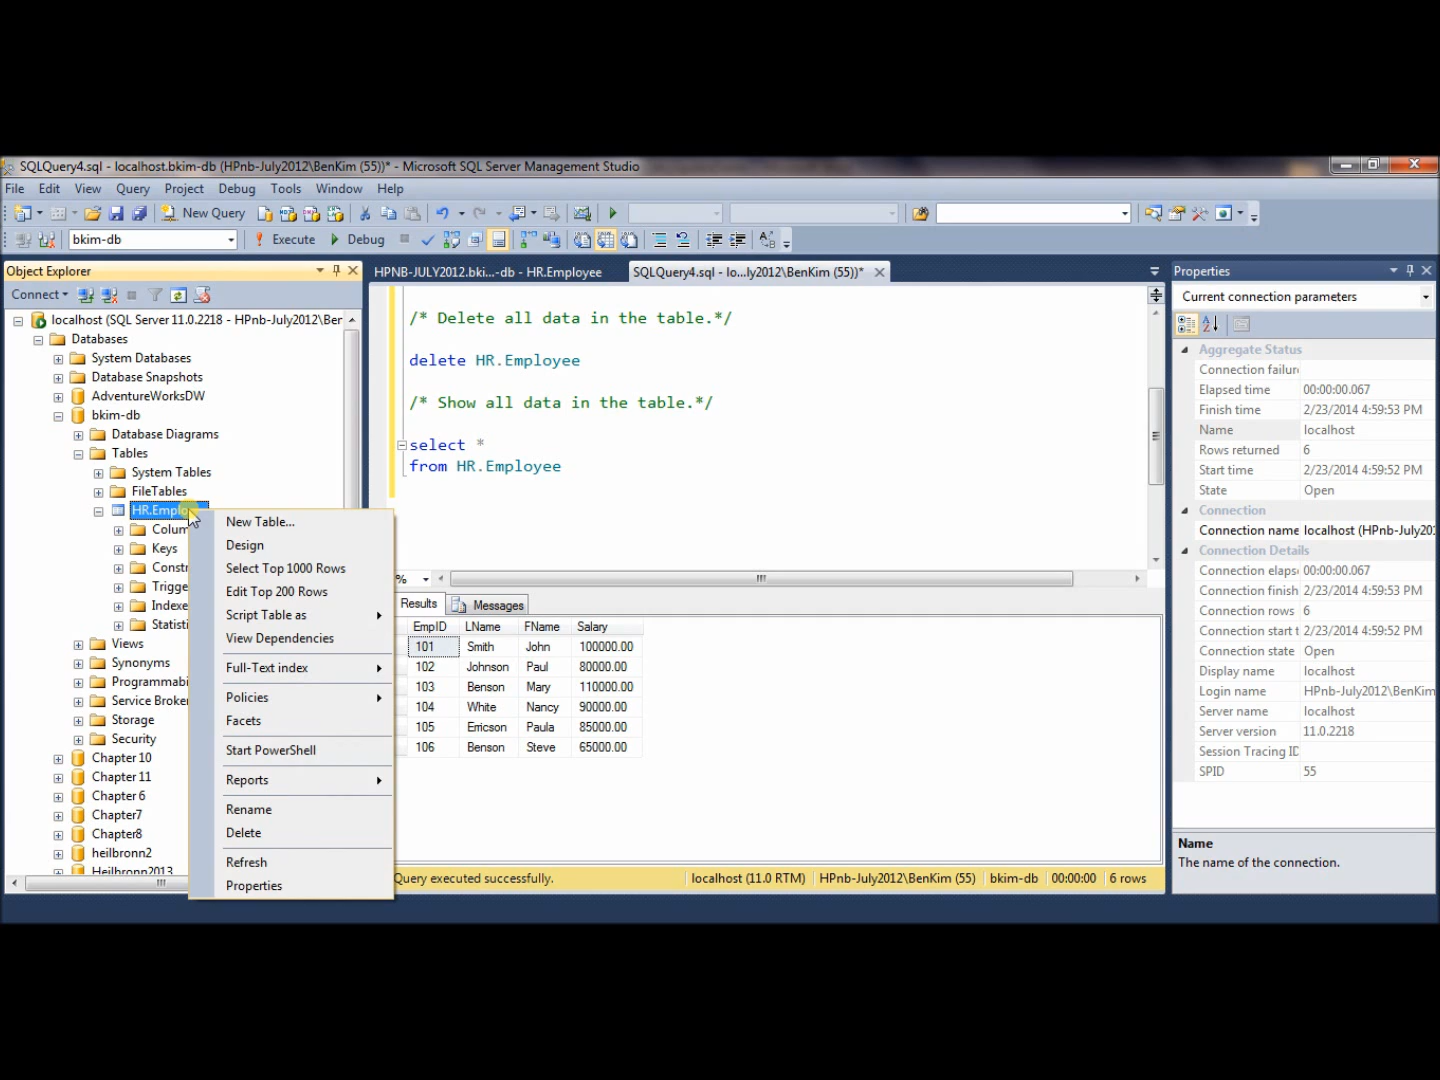 SQLQuery4.sql - localhost.bkim-db (HPnb-July2012\BenKim (55))* - Microsoft SQL Server Management Studio
File Edit View Query Project Debug Tools Window Help
New Query
bkim-db Execute Debug
Object Explorer
Connect
localhost (SQL Server 11.0.2218 - HPnb-July2012\Ber
Databases
System Databases
Database Snapshots
AdventureWorksDW
bkim-db
Database Diagrams
Tables
System Tables
FileTables
HR.Emplo
Colum
Keys
Constr
Trigge
Indexe
Statisti
Views
Synonyms
Programmabi
Service Broker
Storage
Security
Chapter 10
Chapter 11
Chapter 6
Chapter7
Chapter8
heilbronn2
Heilbronn2013
New Table...
Design
Select Top 1000 Rows
Edit Top 200 Rows
Script Table as
View Dependencies
Full-Text index
Policies
Facets
Start PowerShell
Reports
Rename
Delete
Refresh
Properties
HPNB-JULY2012.bki...-db - HR.Employee SQLQuery4.sql - lo...ly2012\BenKim (55))*
/* Delete all data in the table.*/
delete HR.Employee
/* Show all data in the table.*/
select *
from HR.Employee
%
Results Messages
EmpID LName FName Salary
101 Smith John 100000.00
102 Johnson Paul 80000.00
103 Benson Mary 110000.00
104 White Nancy 90000.00
105 Erricson Paula 85000.00
106 Benson Steve 65000.00
Query executed successfully. localhost (11.0 RTM) HPnb-July2012\BenKim (55) bkim-db 00:00:00 6 rows
Properties
Current connection parameters
Aggregate Status
Connection failure
Elapsed time 00:00:00.067
Finish time 2/23/2014 4:59:53 PM
Name localhost
Rows returned 6
Start time 2/23/2014 4:59:52 PM
State Open
Connection
Connection name localhost (HPnb-July20
Connection Details
Connection elaps 00:00:00.067
Connection finish 2/23/2014 4:59:53 PM
Connection rows 6
Connection start t 2/23/2014 4:59:52 PM
Connection state Open
Display name localhost
Login name HPnb-July2012\BenKim
Server name localhost
Server version 11.0.2218
Session Tracing ID
SPID 55
Name
The name of the connection.